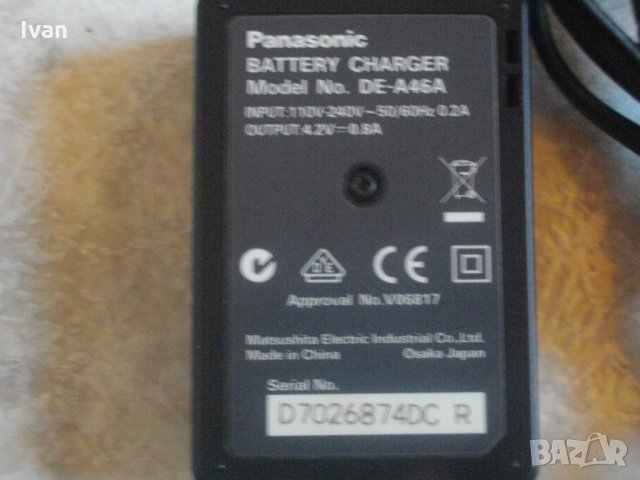 Ivan
Panasonic
BATTERY CHARGER
Model No. DE-A46A
INPUT:110V-240V~50/60Hz 0.2A
OUTPUT:4.2V⎓0.8A
CE
Approval No.V06817
Matsushita Electric Industrial Co.,Ltd.
Made in China Osaka Japan
Serial No.
D7026874DC R
BAZAR